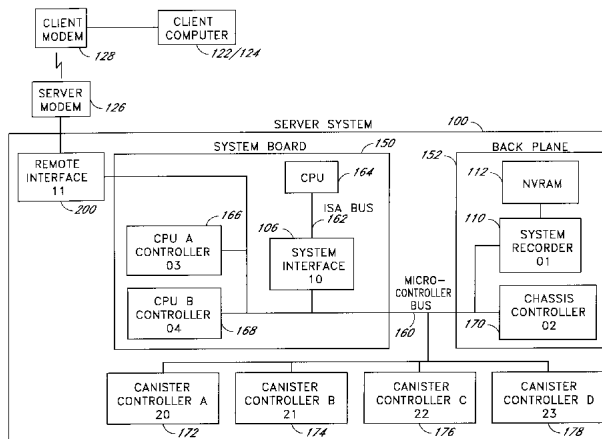 CLIENT
MODEM
128
CLIENT
COMPUTER
122/124
SERVER
MODEM
126
SERVER SYSTEM
100
REMOTE
INTERFACE
11
200
SYSTEM BOARD
150
CPU
164
ISA BUS
162
166
CPU A
CONTROLLER
03
106
SYSTEM
INTERFACE
10
CPU B
CONTROLLER
04
168
MICRO-
CONTROLLER
BUS
160
BACK PLANE
152
112
NVRAM
110
SYSTEM
RECORDER
01
CHASSIS
CONTROLLER
02
170
CANISTER
CONTROLLER A
20
172
CANISTER
CONTROLLER B
21
174
CANISTER
CONTROLLER C
22
176
CANISTER
CONTROLLER D
23
178